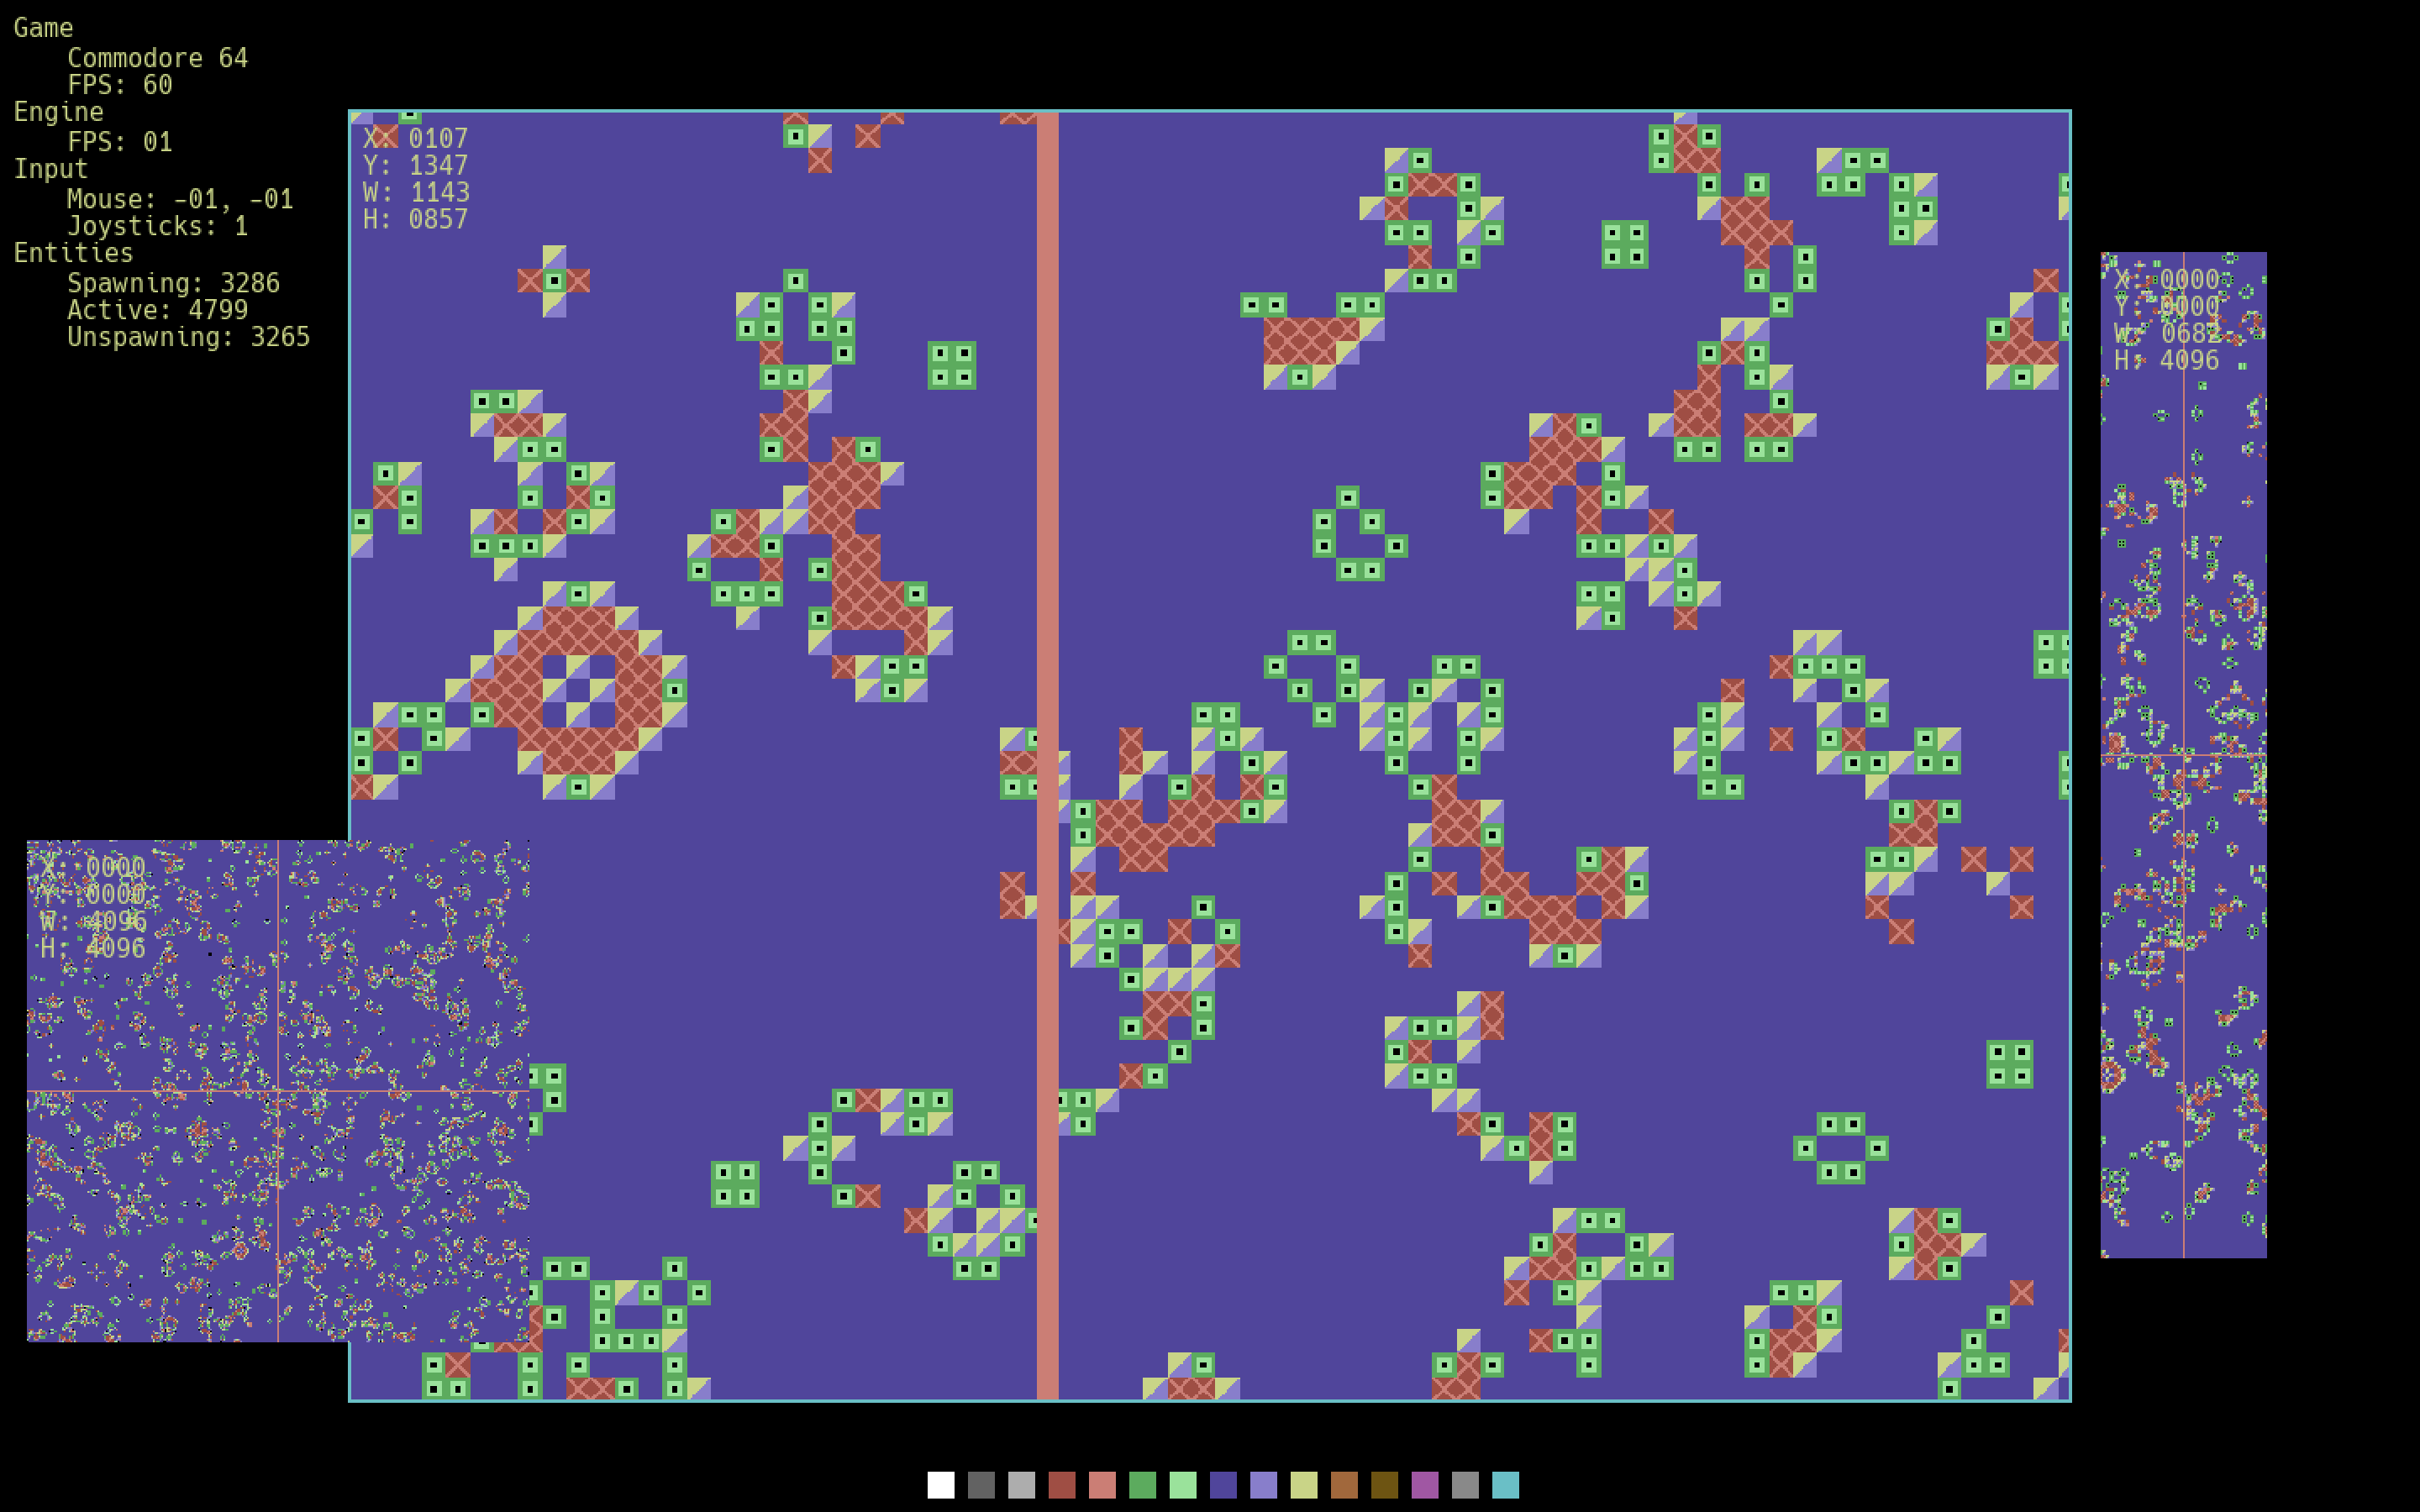 Game
Commodore 64
FPS: 60
Engine
FPS: 01
Input
Mouse: -01, -01
Joysticks: 1
Entities
Spawning: 3286
Active: 4799
Unspawning: 3265
X: 0107
Y: 1347
W: 1143
H: 0857
X: 0000
Y: 0000
W: 0682
H: 4096
X: 0000
Y: 0000
W: 4096
H: 4096